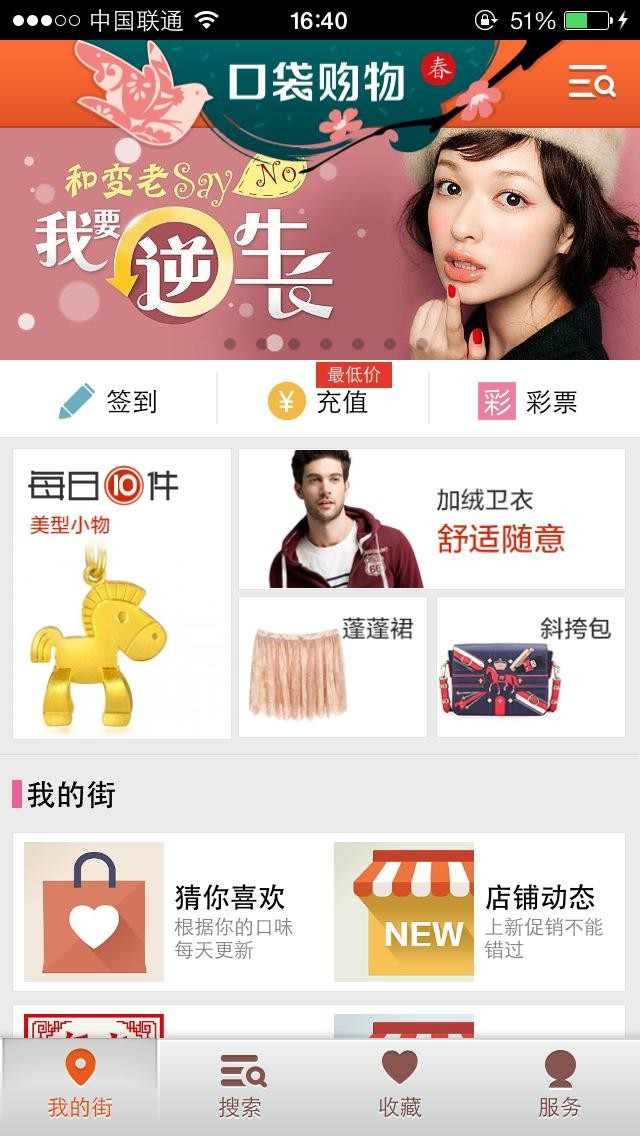 中国联通
16:40
51%
口袋购物
春
和变老Say No
我要逆生长
最低价
签到
充值
彩 彩票
每日10件
美型小物
加绒卫衣
舒适随意
66
蓬蓬裙
斜挎包
我的街
猜你喜欢
根据你的口味
每天更新
NEW
店铺动态
上新促销不能
错过
我的街
搜索
收藏
服务